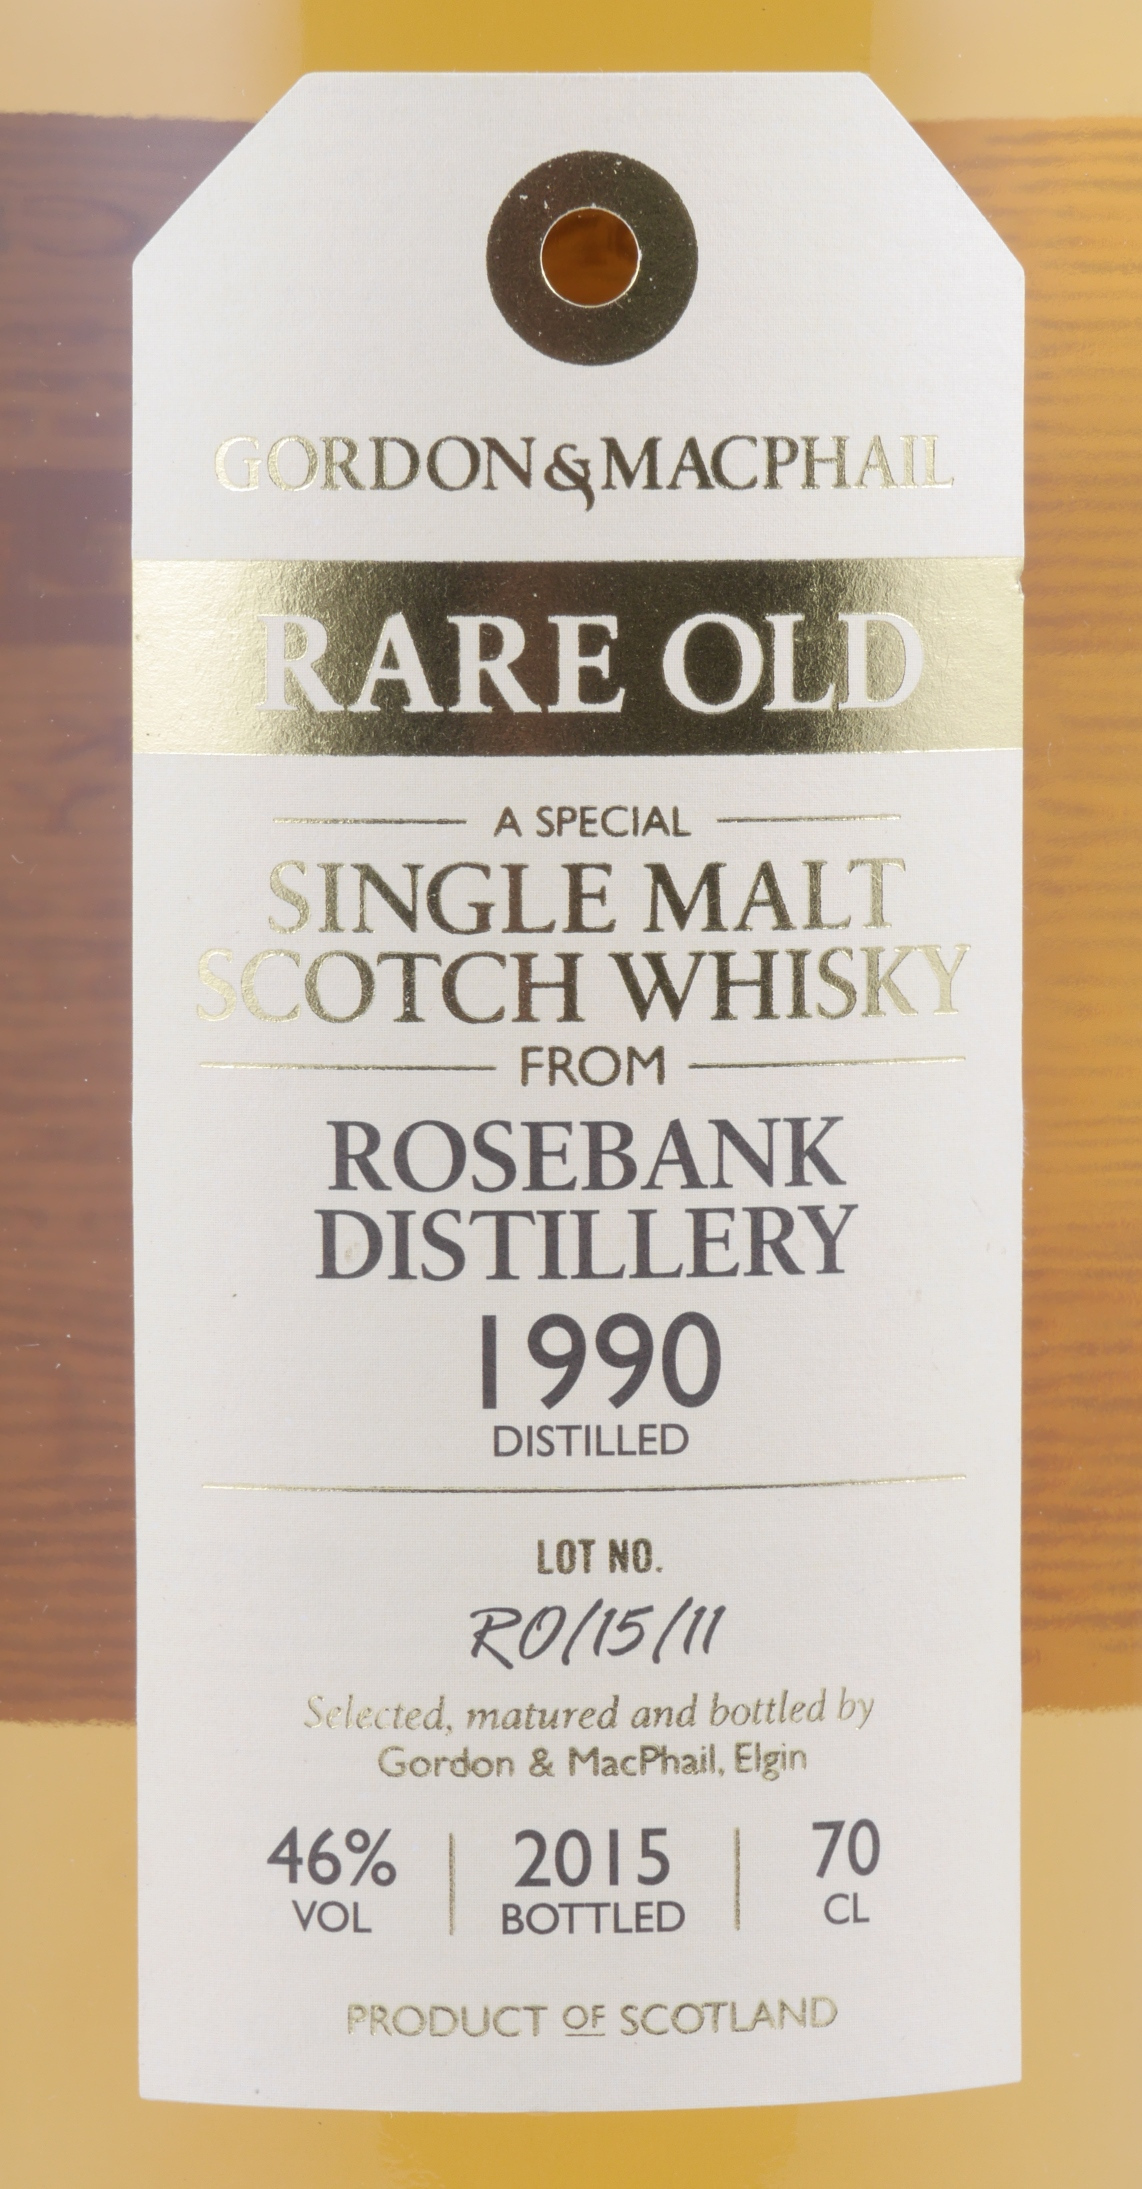 GORDON & MACPHAIL
RARE OLD
A SPECIAL
SINGLE MALT
SCOTCH WHISKY
FROM
ROSEBANK
DISTILLERY
1990
DISTILLED
LOT NO.
RO/15/11
Selected, matured and bottled by
Gordon & MacPhail, Elgin
46% 2015 70
VOL BOTTLED CL
PRODUCT OF SCOTLAND